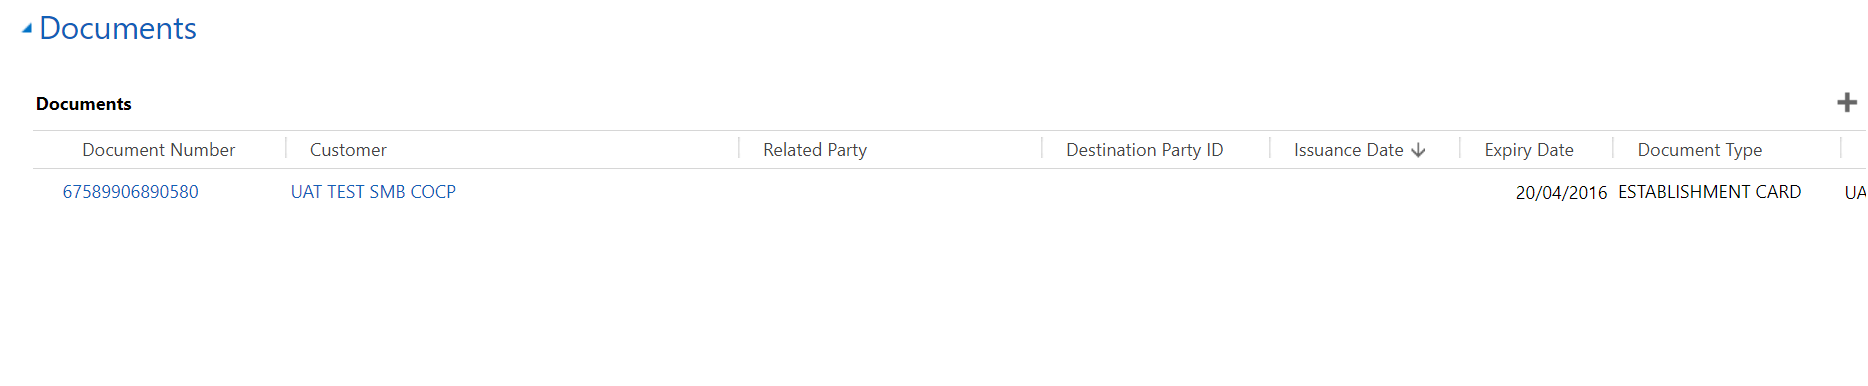 Documents
Documents
Document Number Customer Related Party Destination Party ID Issuance Date Expiry Date Document Type
67589906890580 UAT TEST SMB COCP 20/04/2016 ESTABLISHMENT CARD UA